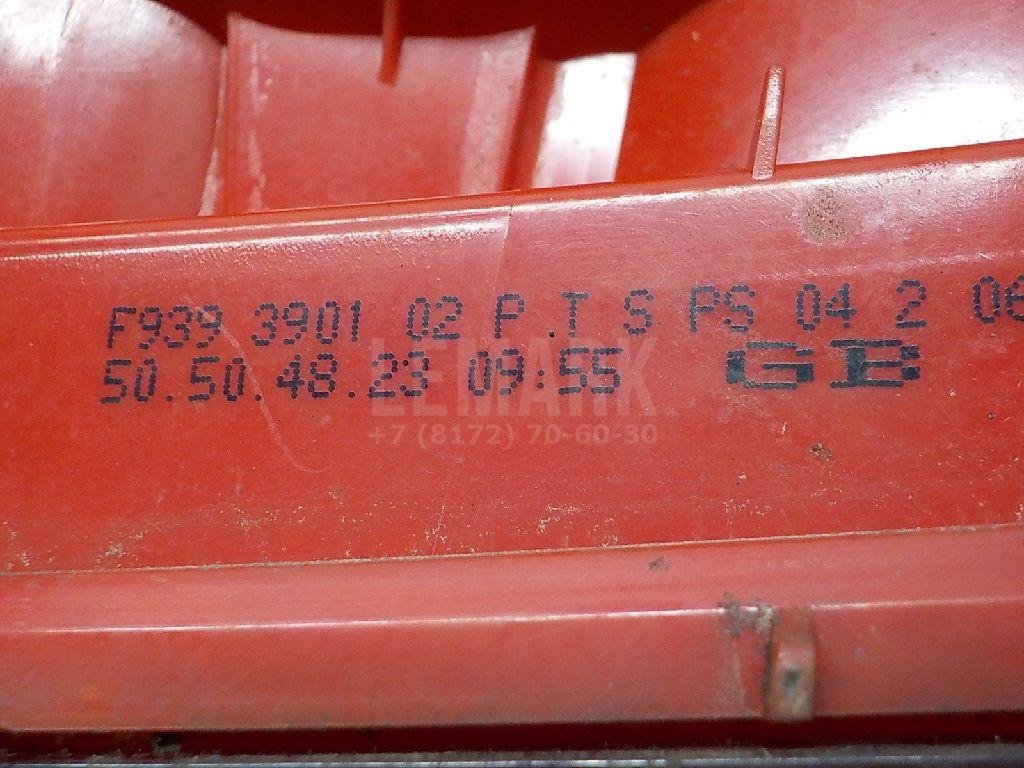 F939 3901 02 P T S PS 04 2 06
50.50.48.23 09:55 GB
LEMARK
+7 (8172) 70-60-30